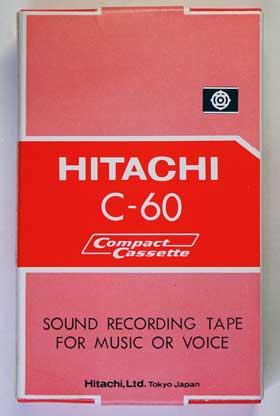 HITACHI
C-60
Compact
Cassette
SOUND RECORDING TAPE
FOR MUSIC OR VOICE
Hitachi, Ltd. Tokyo Japan